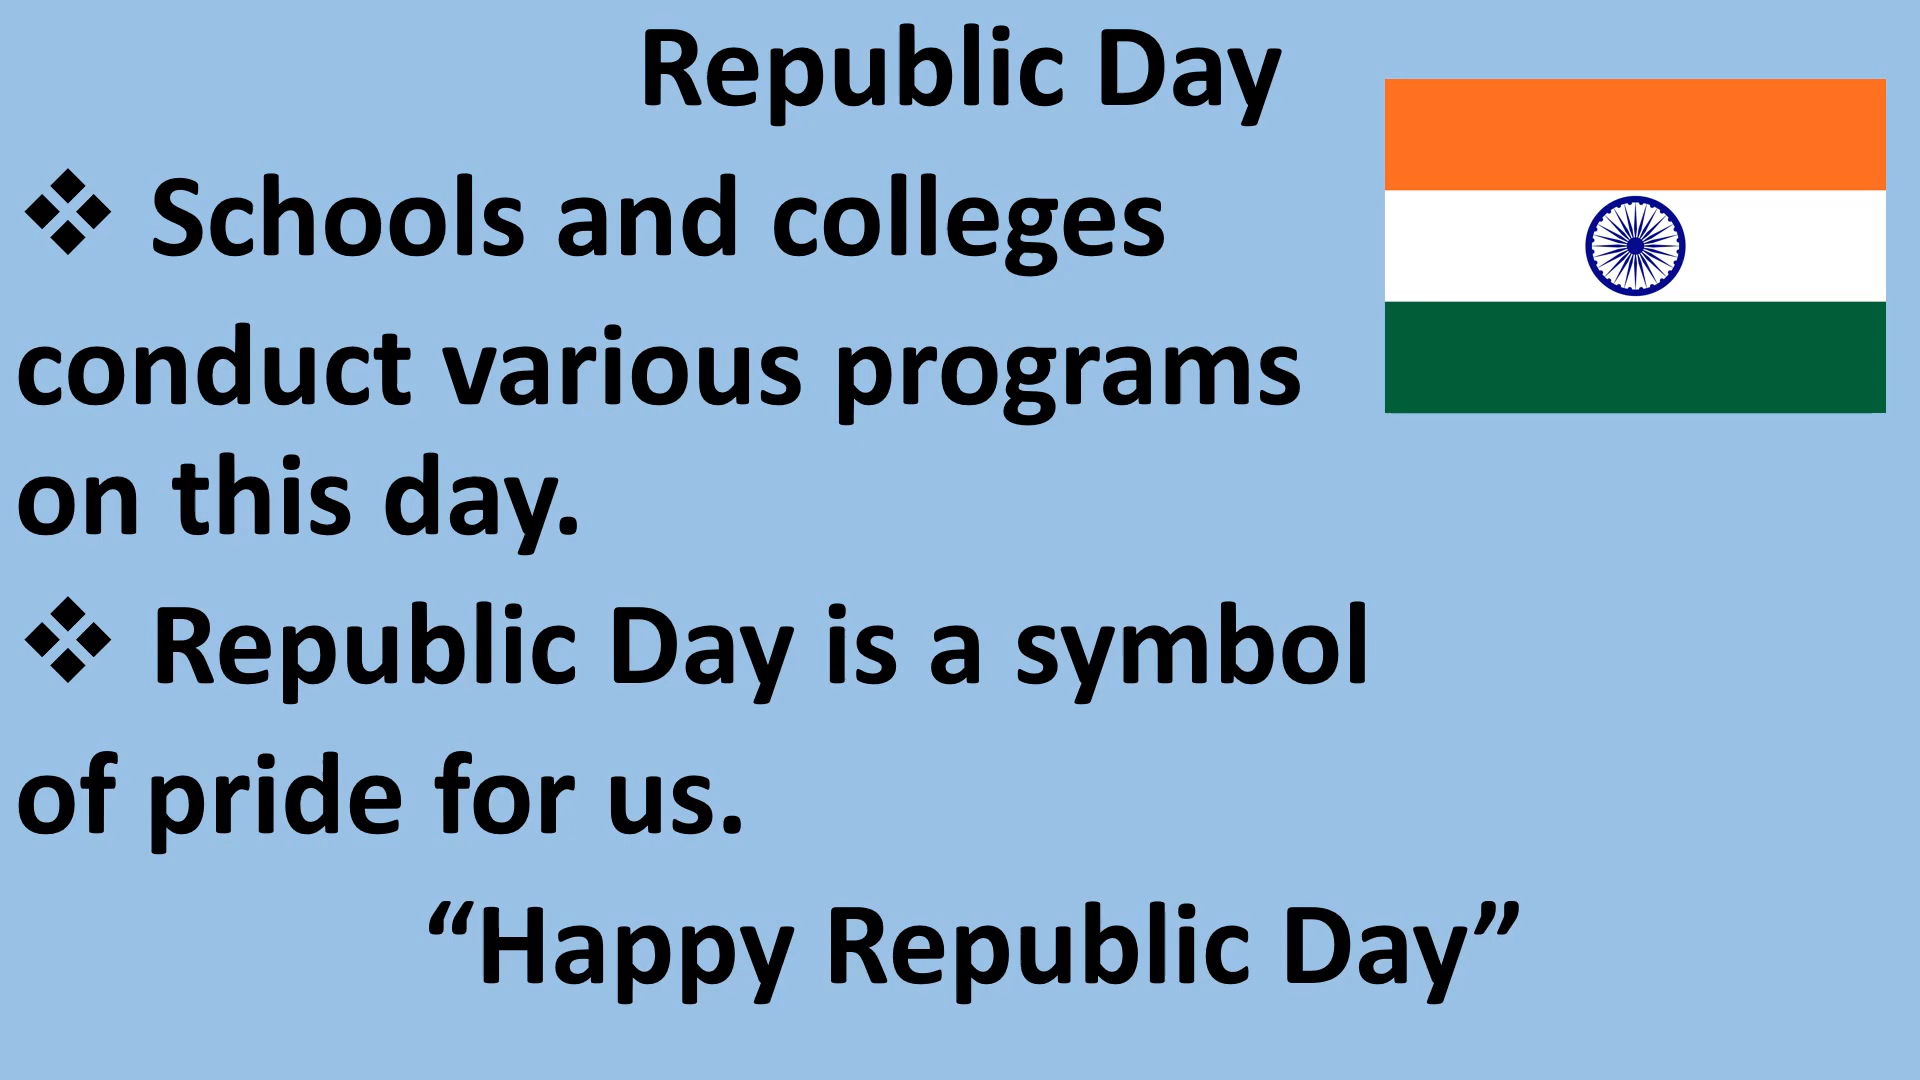 Republic Day
❖ Schools and colleges
conduct various programs
on this day.
❖ Republic Day is a symbol
of pride for us.
“Happy Republic Day”